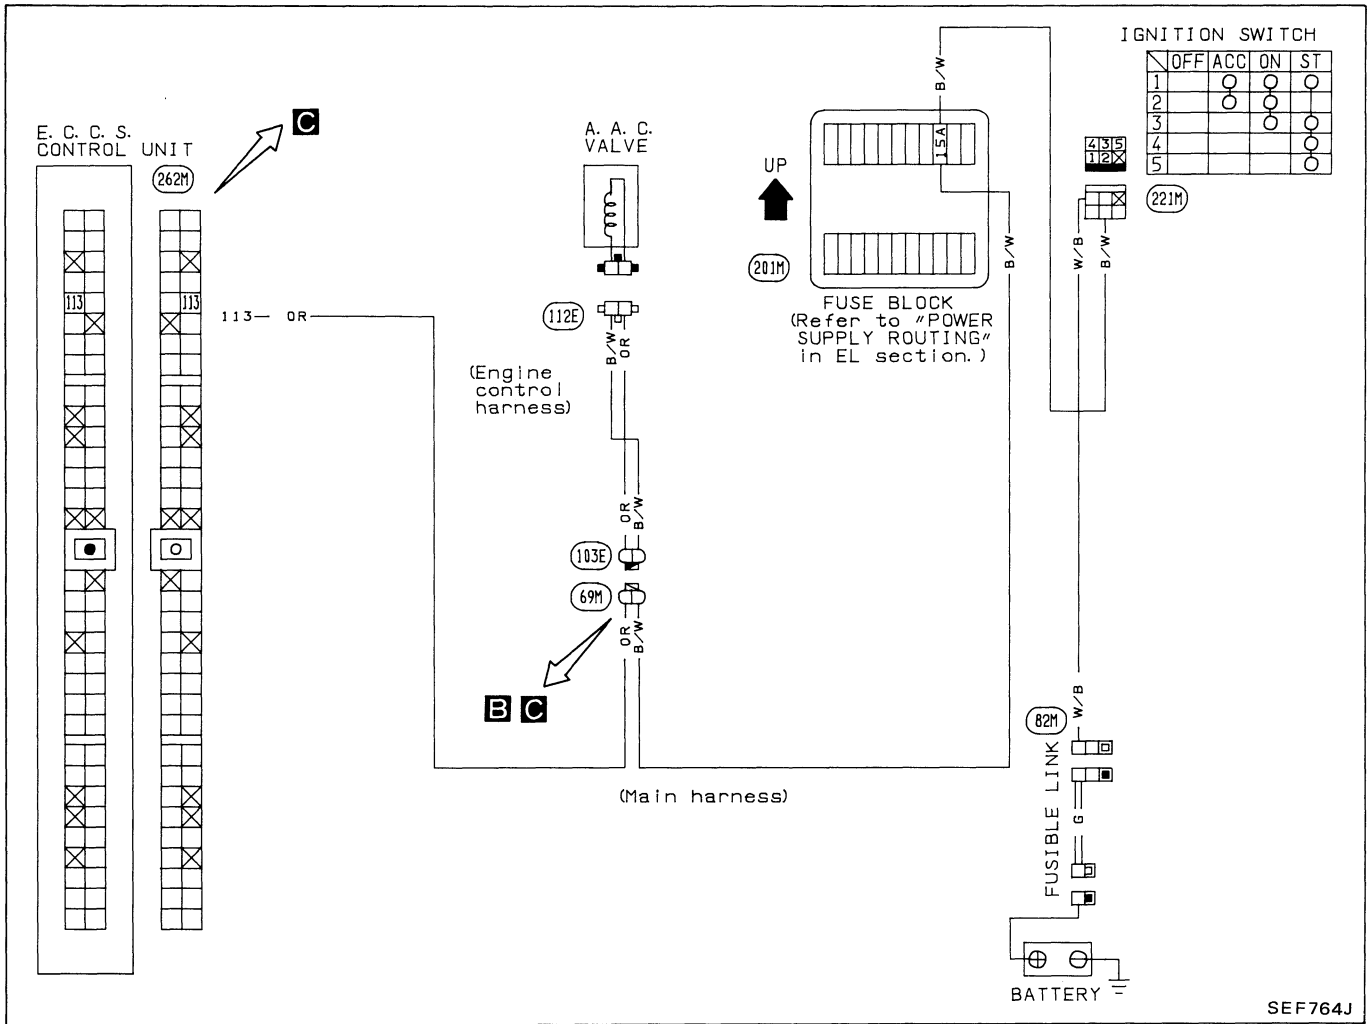 IGNITION SWITCH
OFF ACC ON ST
1
2
3
4
5
B/W
C
E. C. C. S.
CONTROL UNIT
262M
A. A. C.
VALVE
15A
UP
4 3 5
1 2
221M
W/B
B/W
B/W
201M
113
113
113 OR
112E
B/W
OR
FUSE BLOCK
(Refer to "POWER
SUPPLY ROUTING"
in EL section.)
(Engine
control
harness)
OR
B/W
103E
69M
OR
B/W
B C
W/B
82M
(Main harness)
FUSIBLE LINK
G
BATTERY
SEF764J